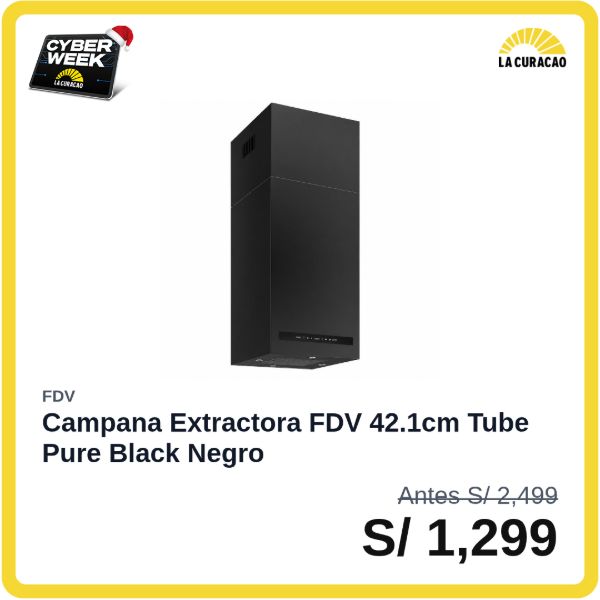 CYBER
WEEK
LA CURACAO
LA CURACAO
FDV
Campana Extractora FDV 42.1cm Tube
Pure Black Negro
Antes S/ 2,499
S/ 1,299